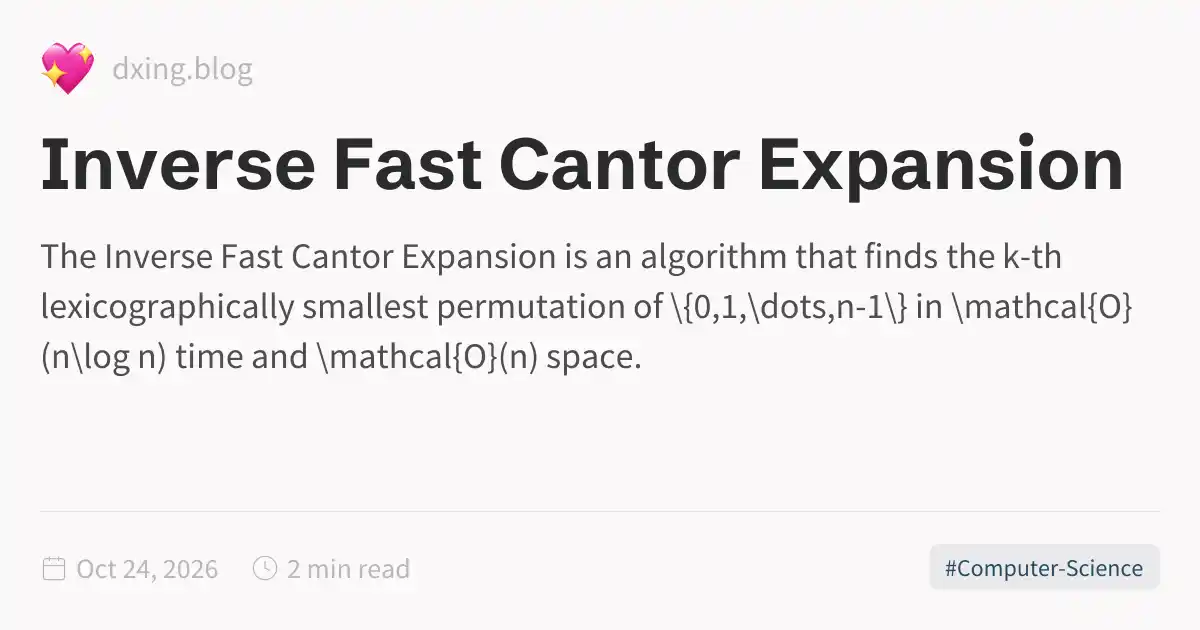 dxing.blog
Inverse Fast Cantor Expansion
The Inverse Fast Cantor Expansion is an algorithm that finds the k-th
lexicographically smallest permutation of \{0,1,\dots,n-1\} in \mathcal{O}
(n\log n) time and \mathcal{O}(n) space.
Oct 24, 2026
2 min read
#Computer-Science